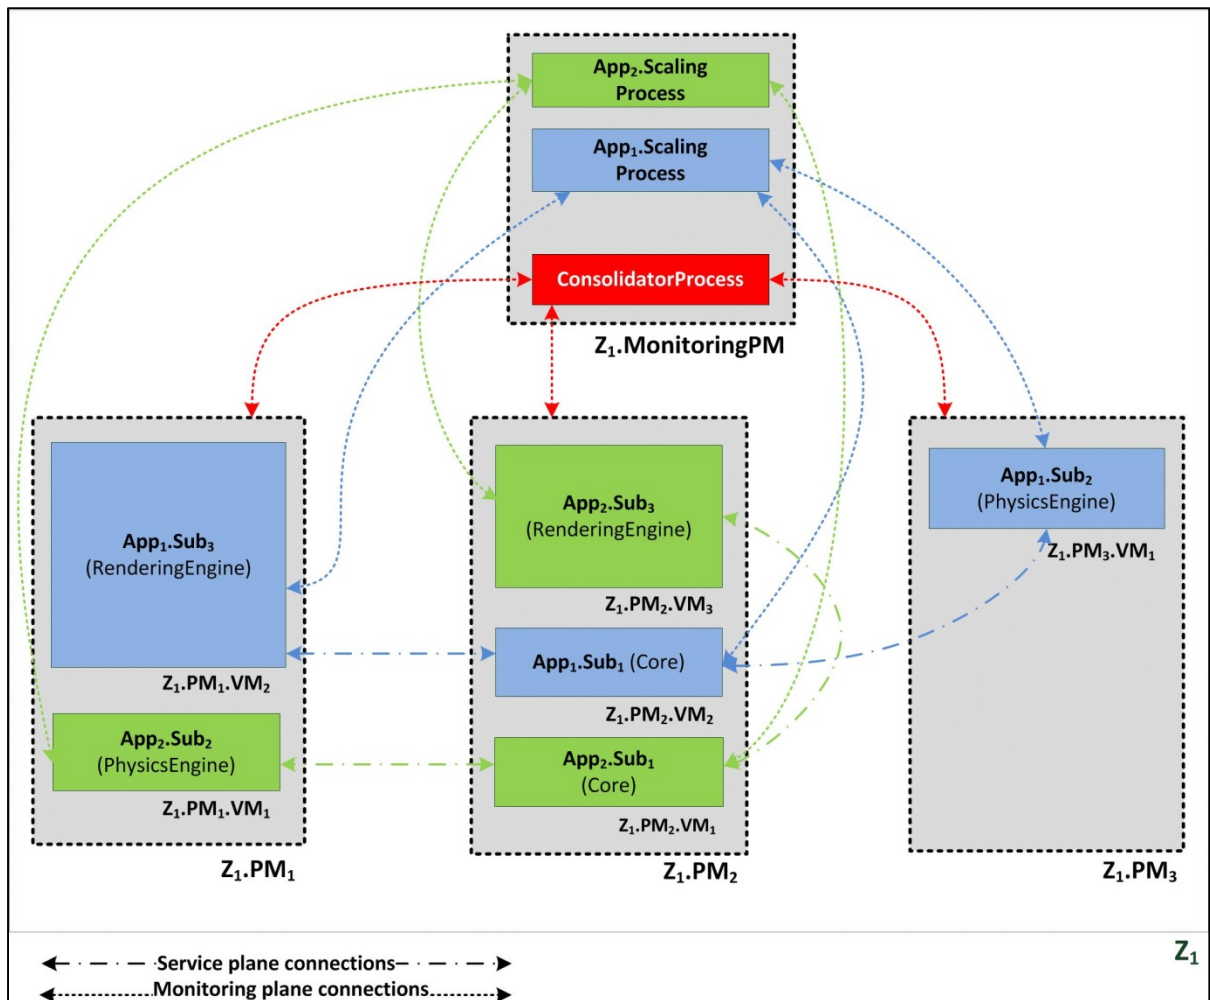 App₂.Scaling
Process
App₁.Scaling
Process
ConsolidatorProcess
Z₁.MonitoringPM
App₁.Sub₃
(RenderingEngine)
Z₁.PM₁.VM₂
App₂.Sub₂
(PhysicsEngine)
Z₁.PM₁.VM₁
Z₁.PM₁
App₂.Sub₃
(RenderingEngine)
Z₁.PM₂.VM₃
App₁.Sub₁ (Core)
Z₁.PM₂.VM₂
App₂.Sub₁
(Core)
Z₁.PM₂.VM₁
Z₁.PM₂
App₁.Sub₂
(PhysicsEngine)
Z₁.PM₃.VM₁
Z₁.PM₃
Z₁
Service plane connections
Monitoring plane connections